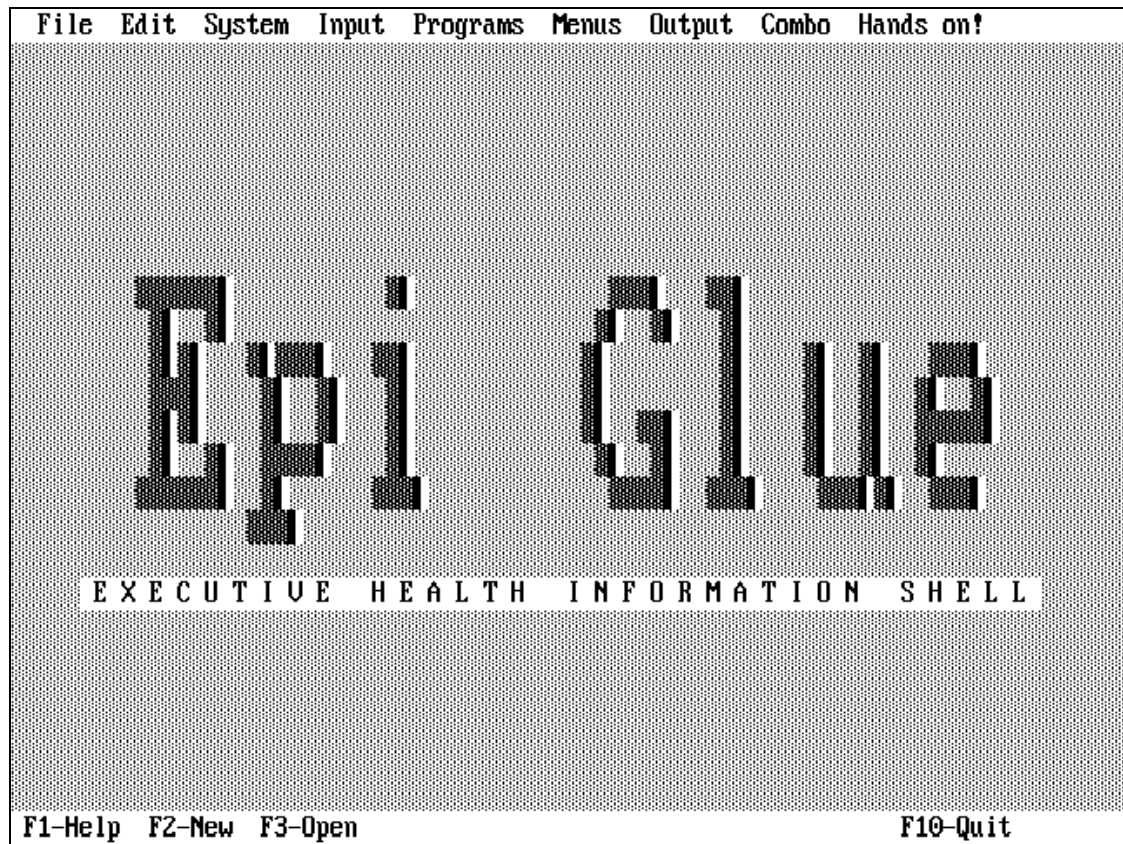 File Edit System Input Programs Menus Output Combo Hands on!
Epi Glue
EXECUTIVE HEALTH INFORMATION SHELL
F1-Help F2-New F3-Open F10-Quit